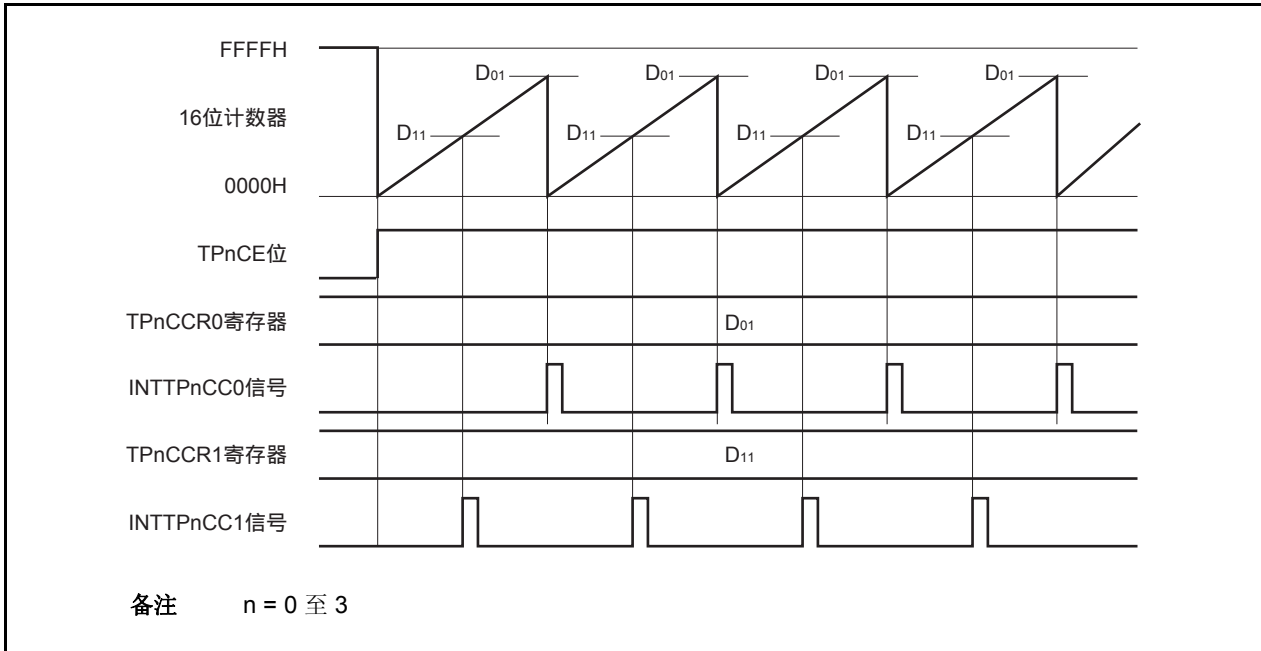 FFFFH
D01 D01 D01 D01
16位计数器
D11 D11 D11 D11
0000H
TPnCE位
TPnCCR0寄存器 D01
INTTPnCC0信号
TPnCCR1寄存器 D11
INTTPnCC1信号
备注 n = 0 至 3